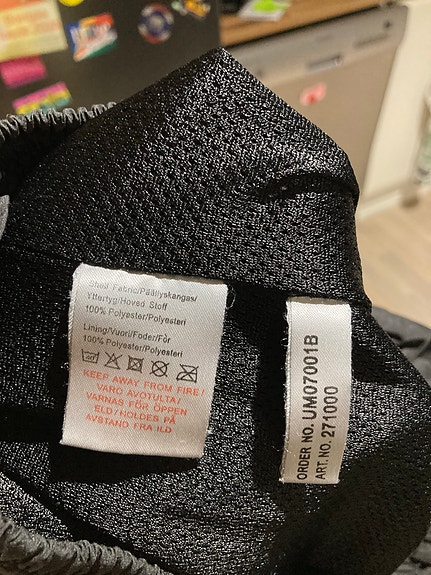 Shell Fabric/Päällyskangas/
Yttertyg/Hoved Stoff
100% Polyester/Polyesteri
Lining/Vuori/Foder/Fôr
100% Polyester/Polyesteri
KEEP AWAY FROM FIRE/
VARO AVOTULTA/
VARNAS FÖR ÖPPEN
ELD/HOLDES PÅ
AVSTAND FRA ILD
ORDER NO. UM07001B
ART. NO. 271000